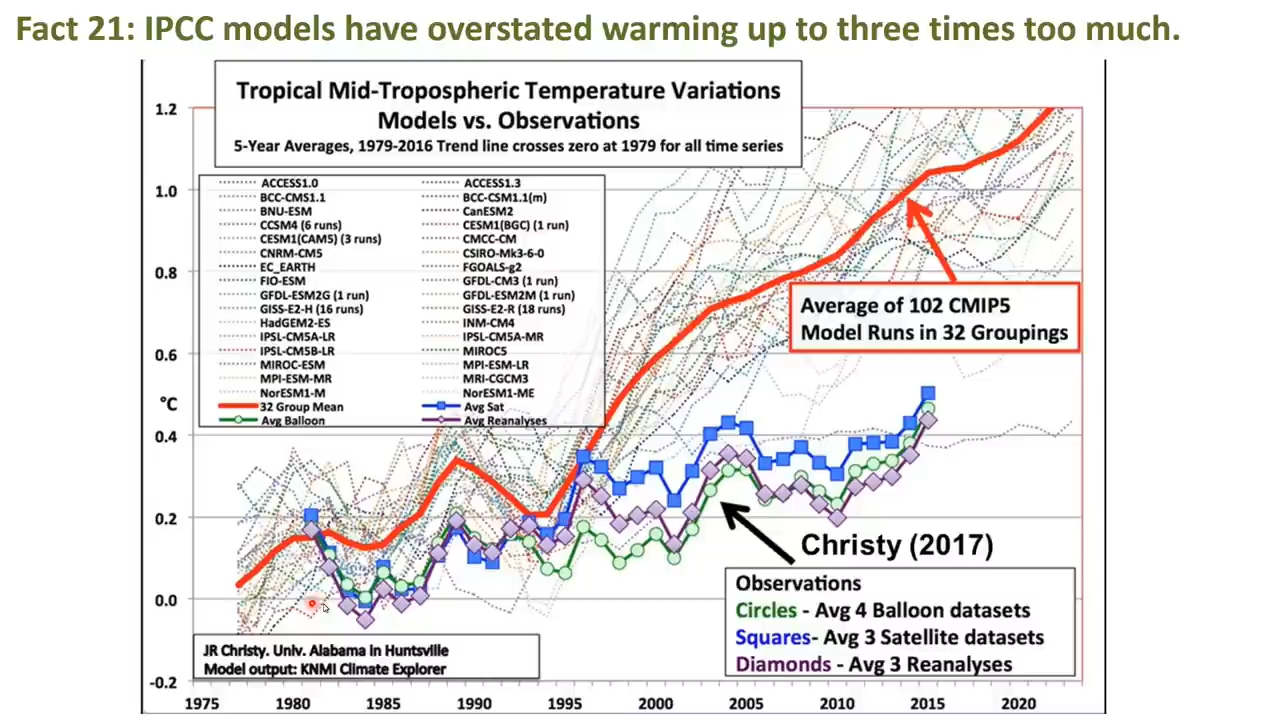 Fact 21: IPCC models have overstated warming up to three times too much.
Tropical Mid-Tropospheric Temperature Variations
Models vs. Observations
5-Year Averages, 1979-2016 Trend line crosses zero at 1979 for all time series
ACCESS1.0 ACCESS1.3
BCC-CMS1.1 BCC-CSM1.1(m)
BNU-ESM CanESM2
CCSM4 (6 runs) CESM1(BGC) (1 run)
CESM1(CAM5) (3 runs) CMCC-CM
CNRM-CM5 CSIRO-Mk3-6-0
EC_EARTH FGOALS-g2
FIO-ESM GFDL-CM3 (1 run)
GFDL-ESM2G (1 run) GFDL-ESM2M (1 run)
GISS-E2-H (16 runs) GISS-E2-R (18 runs)
HadGEM2-ES INM-CM4
IPSL-CM5A-LR IPSL-CM5A-MR
IPSL-CM5B-LR MIROC5
MIROC-ESM MPI-ESM-LR
MPI-ESM-MR MRI-CGCM3
NorESM1-M NorESM1-ME
32 Group Mean Avg Sat
Avg Balloon Avg Reanalyses
1.2
1.0
0.8
0.6
°C
0.4
0.2
0.0
-0.2
Average of 102 CMIP5
Model Runs in 32 Groupings
Christy (2017)
Observations
Circles - Avg 4 Balloon datasets
Squares- Avg 3 Satellite datasets
Diamonds - Avg 3 Reanalyses
JR Christy. Univ. Alabama in Huntsville
Model output: KNMI Climate Explorer
1975 1980 1985 1990 1995 2000 2005 2010 2015 2020